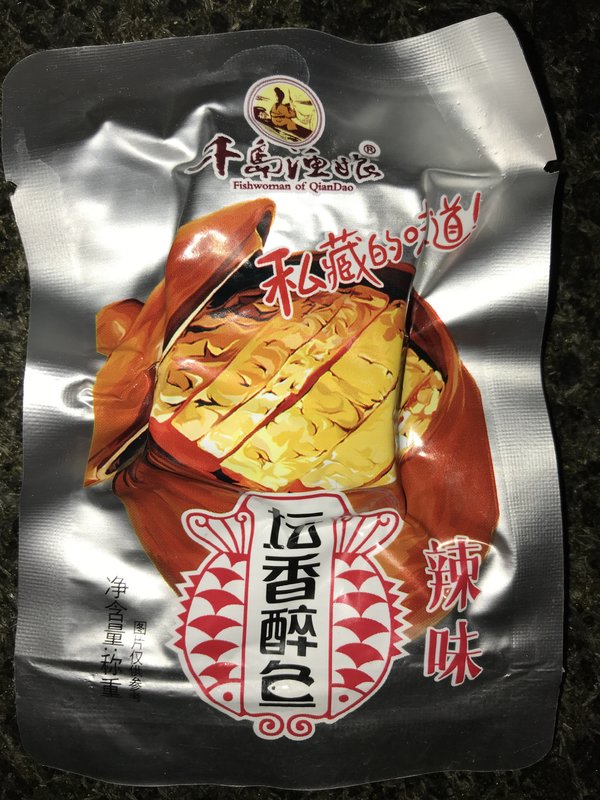 千岛渔娘®
Fishwoman of QianDao
私藏的味道!
坛香醉鱼
辣味
净含量:称重
图片仅供参考